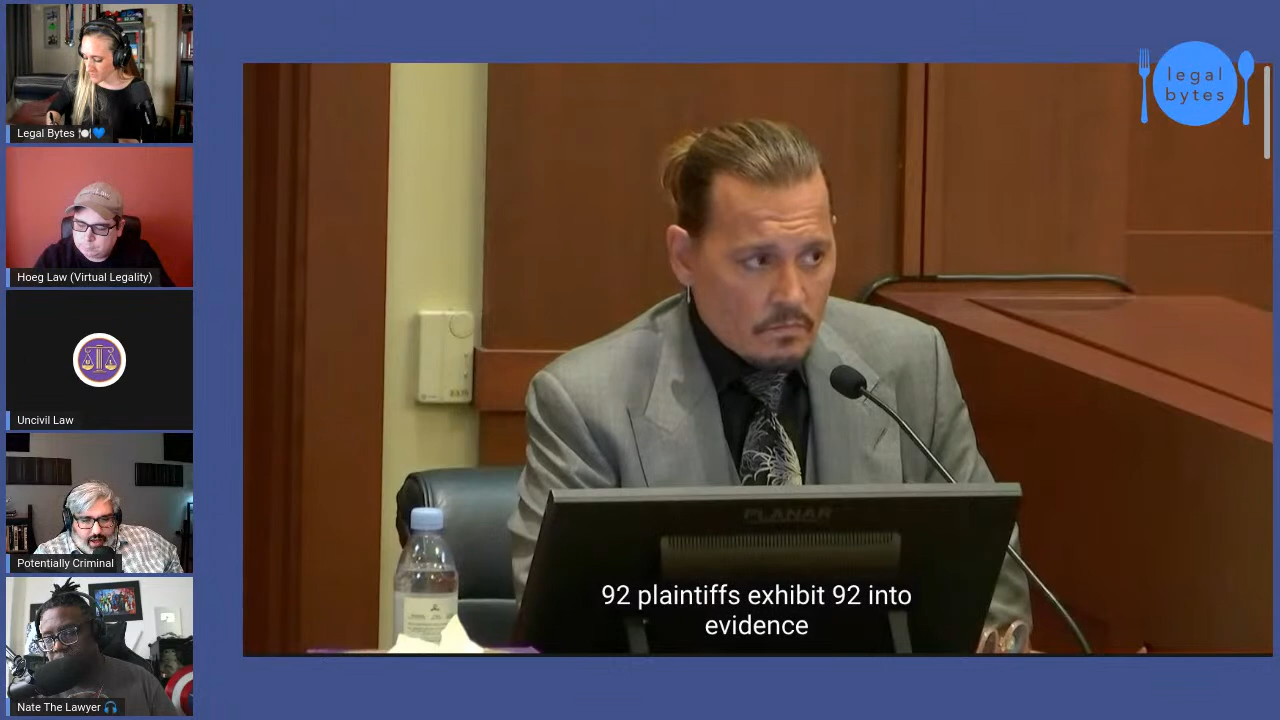 Legal Bytes 🍽️💙
Hoeg Law (Virtual Legality)
Uncivil Law
Potentially Criminal
Nate The Lawyer 🎧
legal
bytes
PLANAR
92 plaintiffs exhibit 92 into
evidence